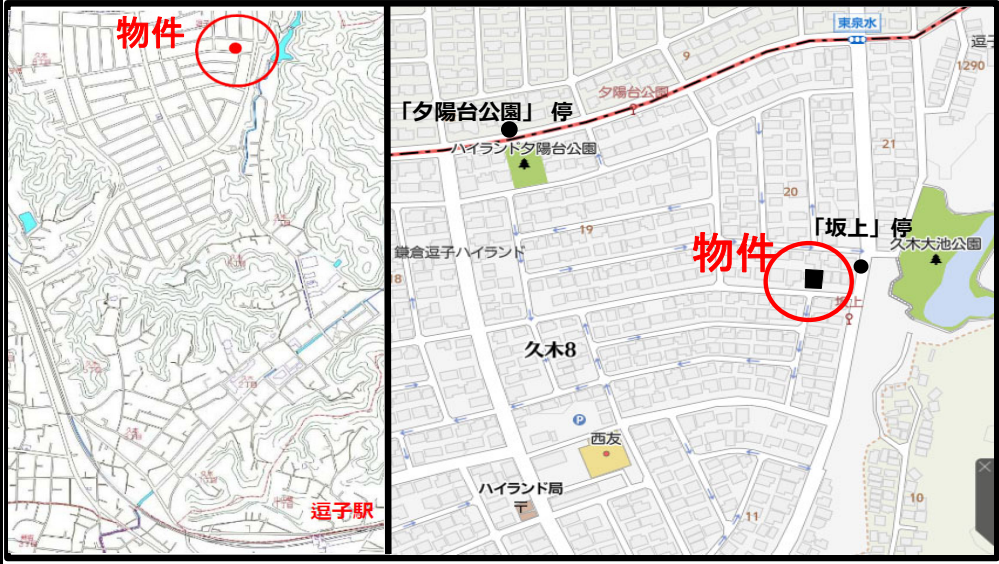 物件
逗子駅
東泉水
逗子
1290
9
夕陽台公園
「夕陽台公園」 停
ハイランド夕陽台公園
21
20
「坂上」停
久木大池公園
19
鎌倉逗子ハイランド
物件
18
坂上
久木8
P
西友
ハイランド局
〒
10
11